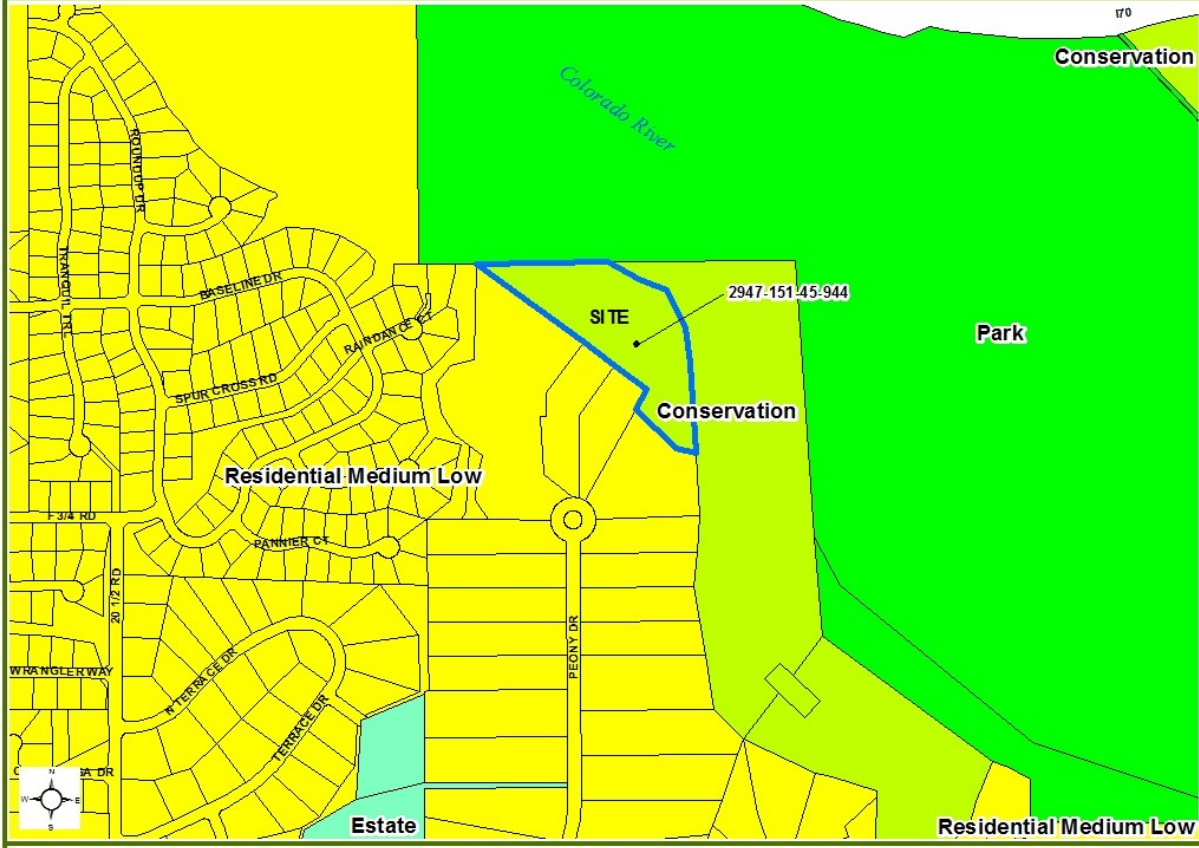 I70
Conservation
Colorado River
ROUNDUP DR
TRANQUIL TRL
BASELINE DR
2947-151-45-944
RAINDANCE CT
SITE
Park
SPUR CROSS RD
Conservation
Residential Medium Low
F 3/4 RD
PANNIER CT
20 1/2 RD
PEONY DR
WRANGLER WAY
N TERRACE DR
TERRACE DR
N
W
E
S
Estate
Residential Medium Low